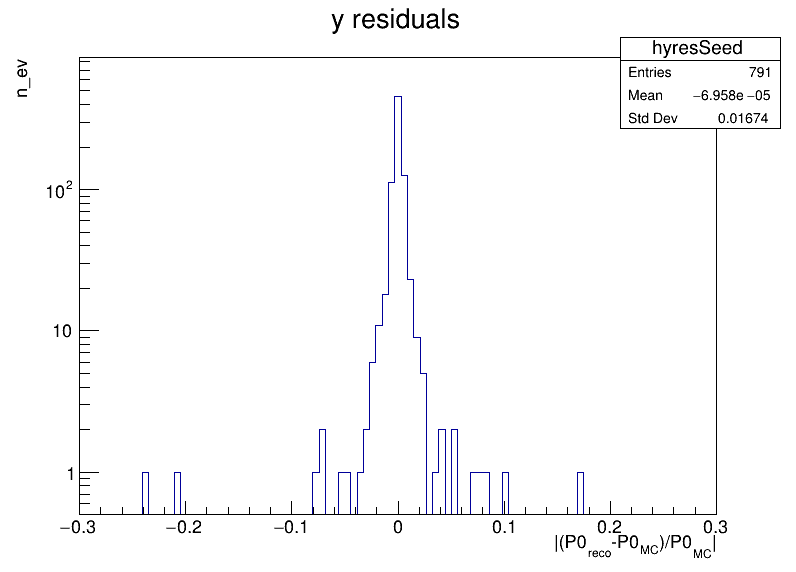 y residuals
hyresSeed
Entries 791
Mean −6.958e−05
Std Dev 0.01674
n_ev
10²
10
1
−0.3 −0.2 −0.1 0 0.1 0.2 0.3
|(P0reco-P0MC)/P0MC|